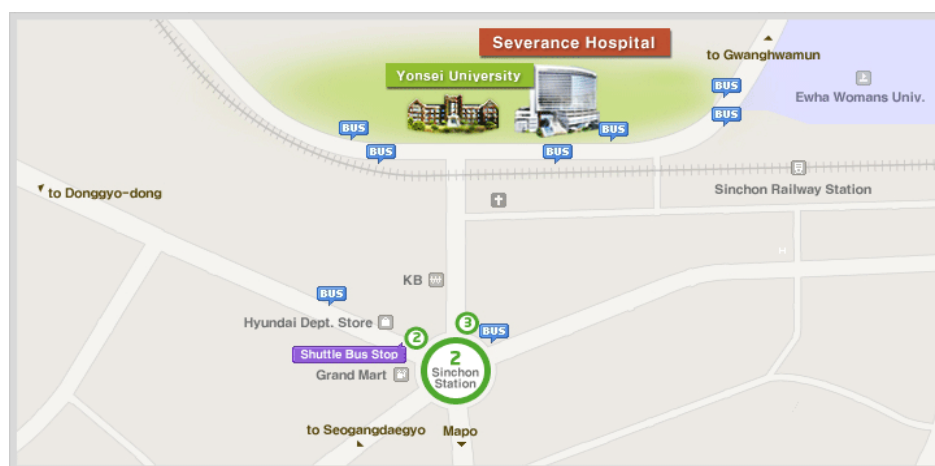 Severance Hospital
to Gwanghwamun
Yonsei University
BUS
BUS
Ewha Womans Univ.
BUS
BUS
BUS
BUS
to Donggyo-dong
Sinchon Railway Station
KB
BUS
Hyundai Dept. Store
3
BUS
2
Shuttle Bus Stop
2
Sinchon
Station
Grand Mart
to Seogangdaegyo
Mapo